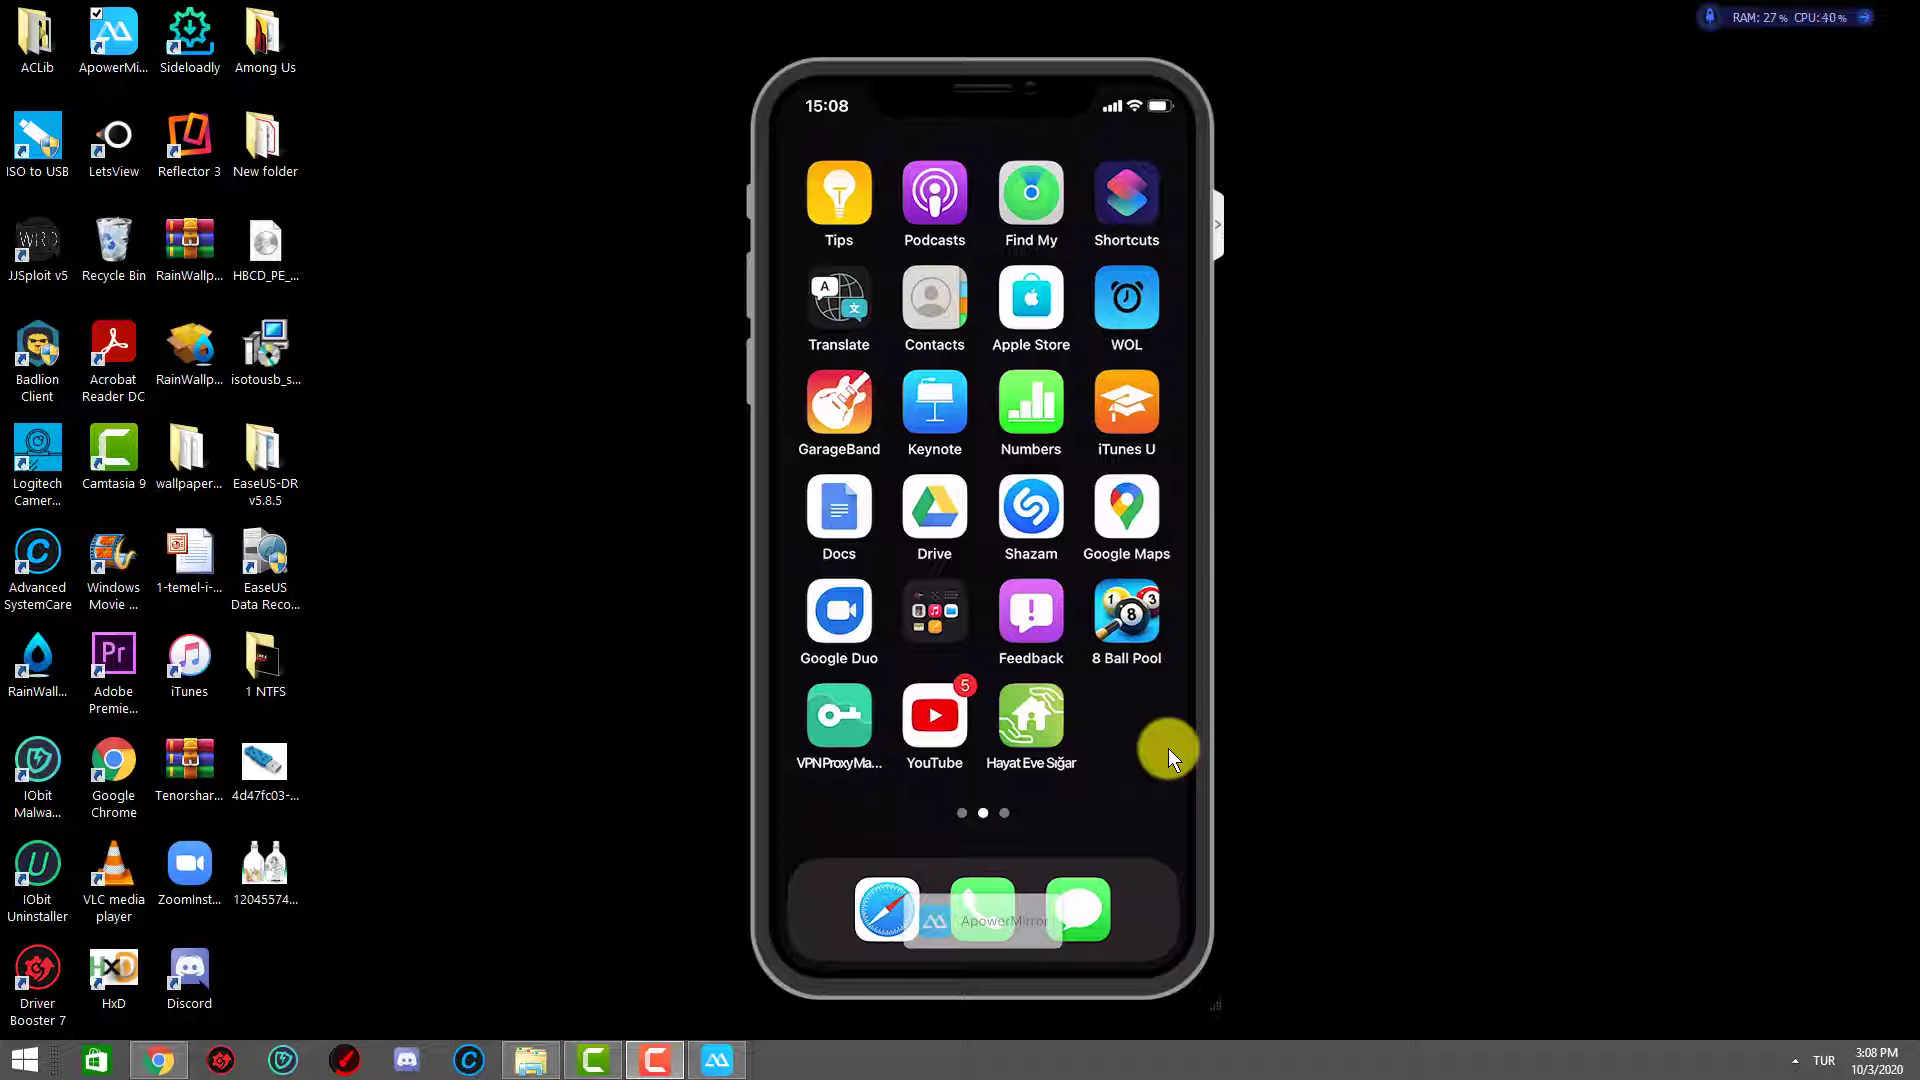 ACLib
ApowerMi...
Sideloadly
Among Us
ISO to USB
LetsView
Reflector 3
New folder
JJSploit v5
Recycle Bin
RainWallp...
HBCD_PE_...
Badlion
Client
Acrobat
Reader DC
RainWallp...
isotousb_s...
Logitech
Camer...
Camtasia 9
wallpaper...
EaseUS-DR
v5.8.5
Advanced
SystemCare
Windows
Movie ...
1-temel-i-...
EaseUS
Data Reco...
RainWall...
Adobe
Premie...
iTunes
1 NTFS
IObit
Malwa...
Google
Chrome
Tenorshar...
4d47fc03-...
IObit
Uninstaller
VLC media
player
ZoomInst...
12045574...
Driver
Booster 7
HxD
Discord
15:08
Tips
Podcasts
Find My
Shortcuts
Translate
Contacts
Apple Store
WOL
GarageBand
Keynote
Numbers
iTunes U
Docs
Drive
Shazam
Google Maps
Google Duo
Feedback
8 Ball Pool
5
VPNProxyMa...
YouTube
Hayat Eve Sığar
ApowerMirror
RAM: 27 % CPU: 40 %
TUR
3:08 PM
10/3/2020